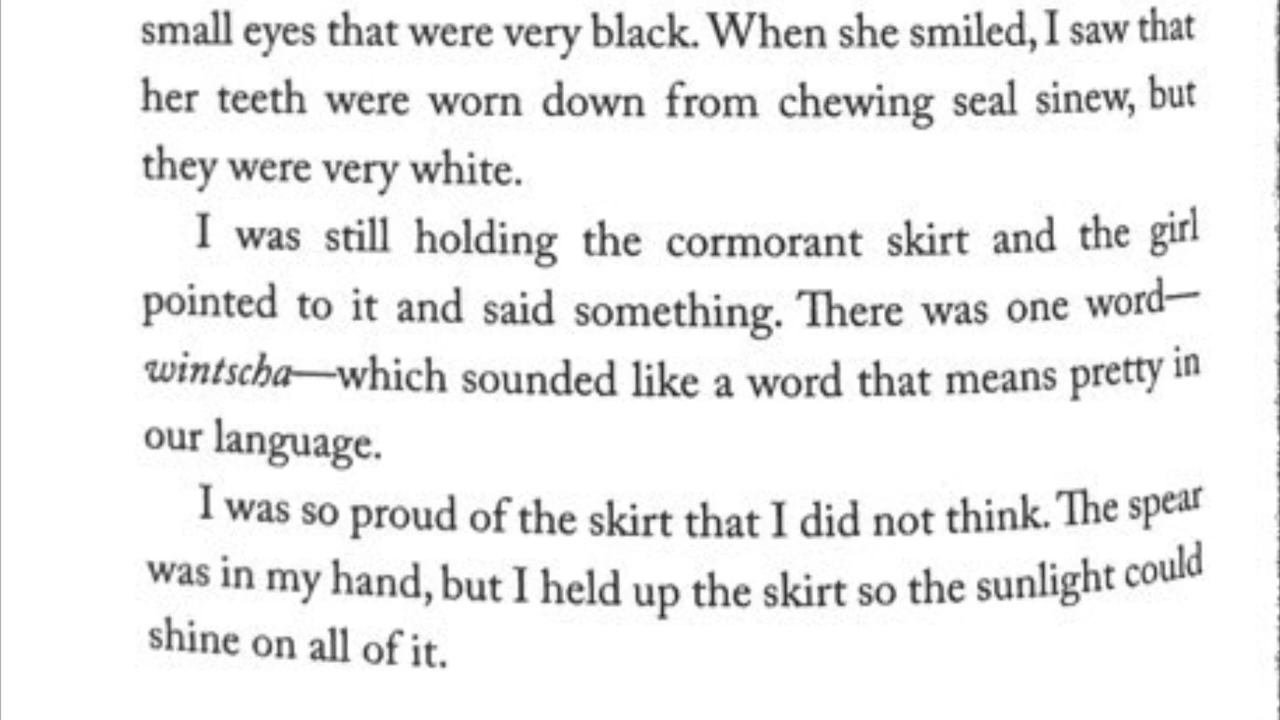 small eyes that were very black. When she smiled, I saw that
her teeth were worn down from chewing seal sinew, but
they were very white.
I was still holding the cormorant skirt and the girl
pointed to it and said something. There was one word—
wintscha—which sounded like a word that means pretty in
our language.
I was so proud of the skirt that I did not think. The spear
was in my hand, but I held up the skirt so the sunlight could
shine on all of it.